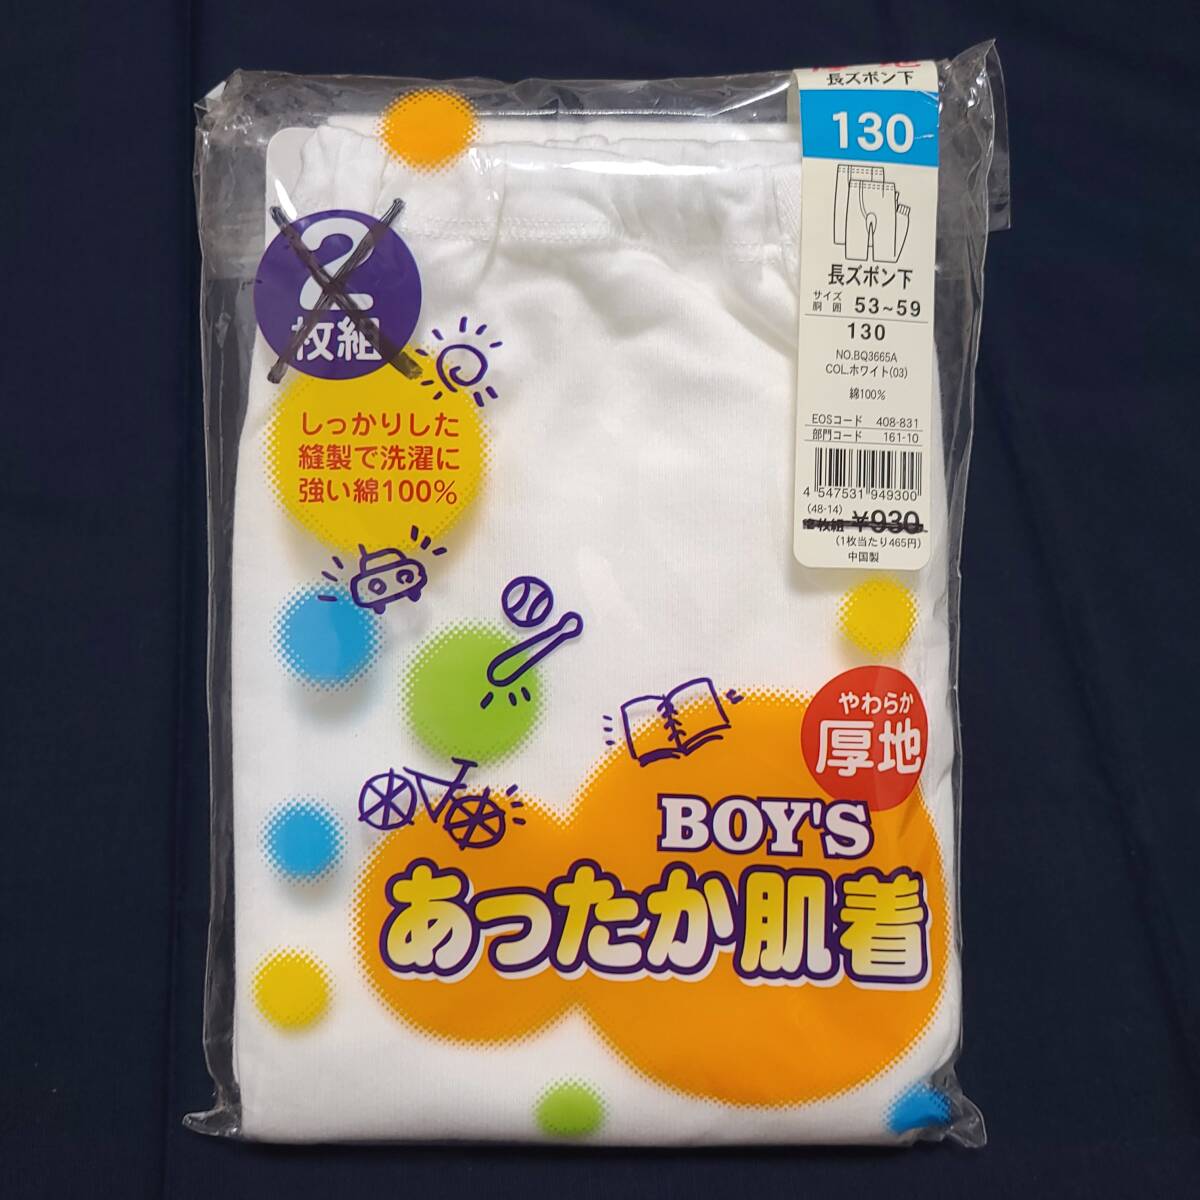 2
枚組
しっかりした
縫製で洗濯に
強い綿100%
長ズボン下
130
長ズボン下
サイズ
胴囲 53~59
130
NO.BQ3665A
COL.ホワイト(03)
綿100%
EOSコード 408-831
部門コード 161-10
4 547531 949300
(48-14)
2枚組 ¥930
(1枚当たり465円)
中国製
やわらか
厚地
BOY'S
あったか肌着